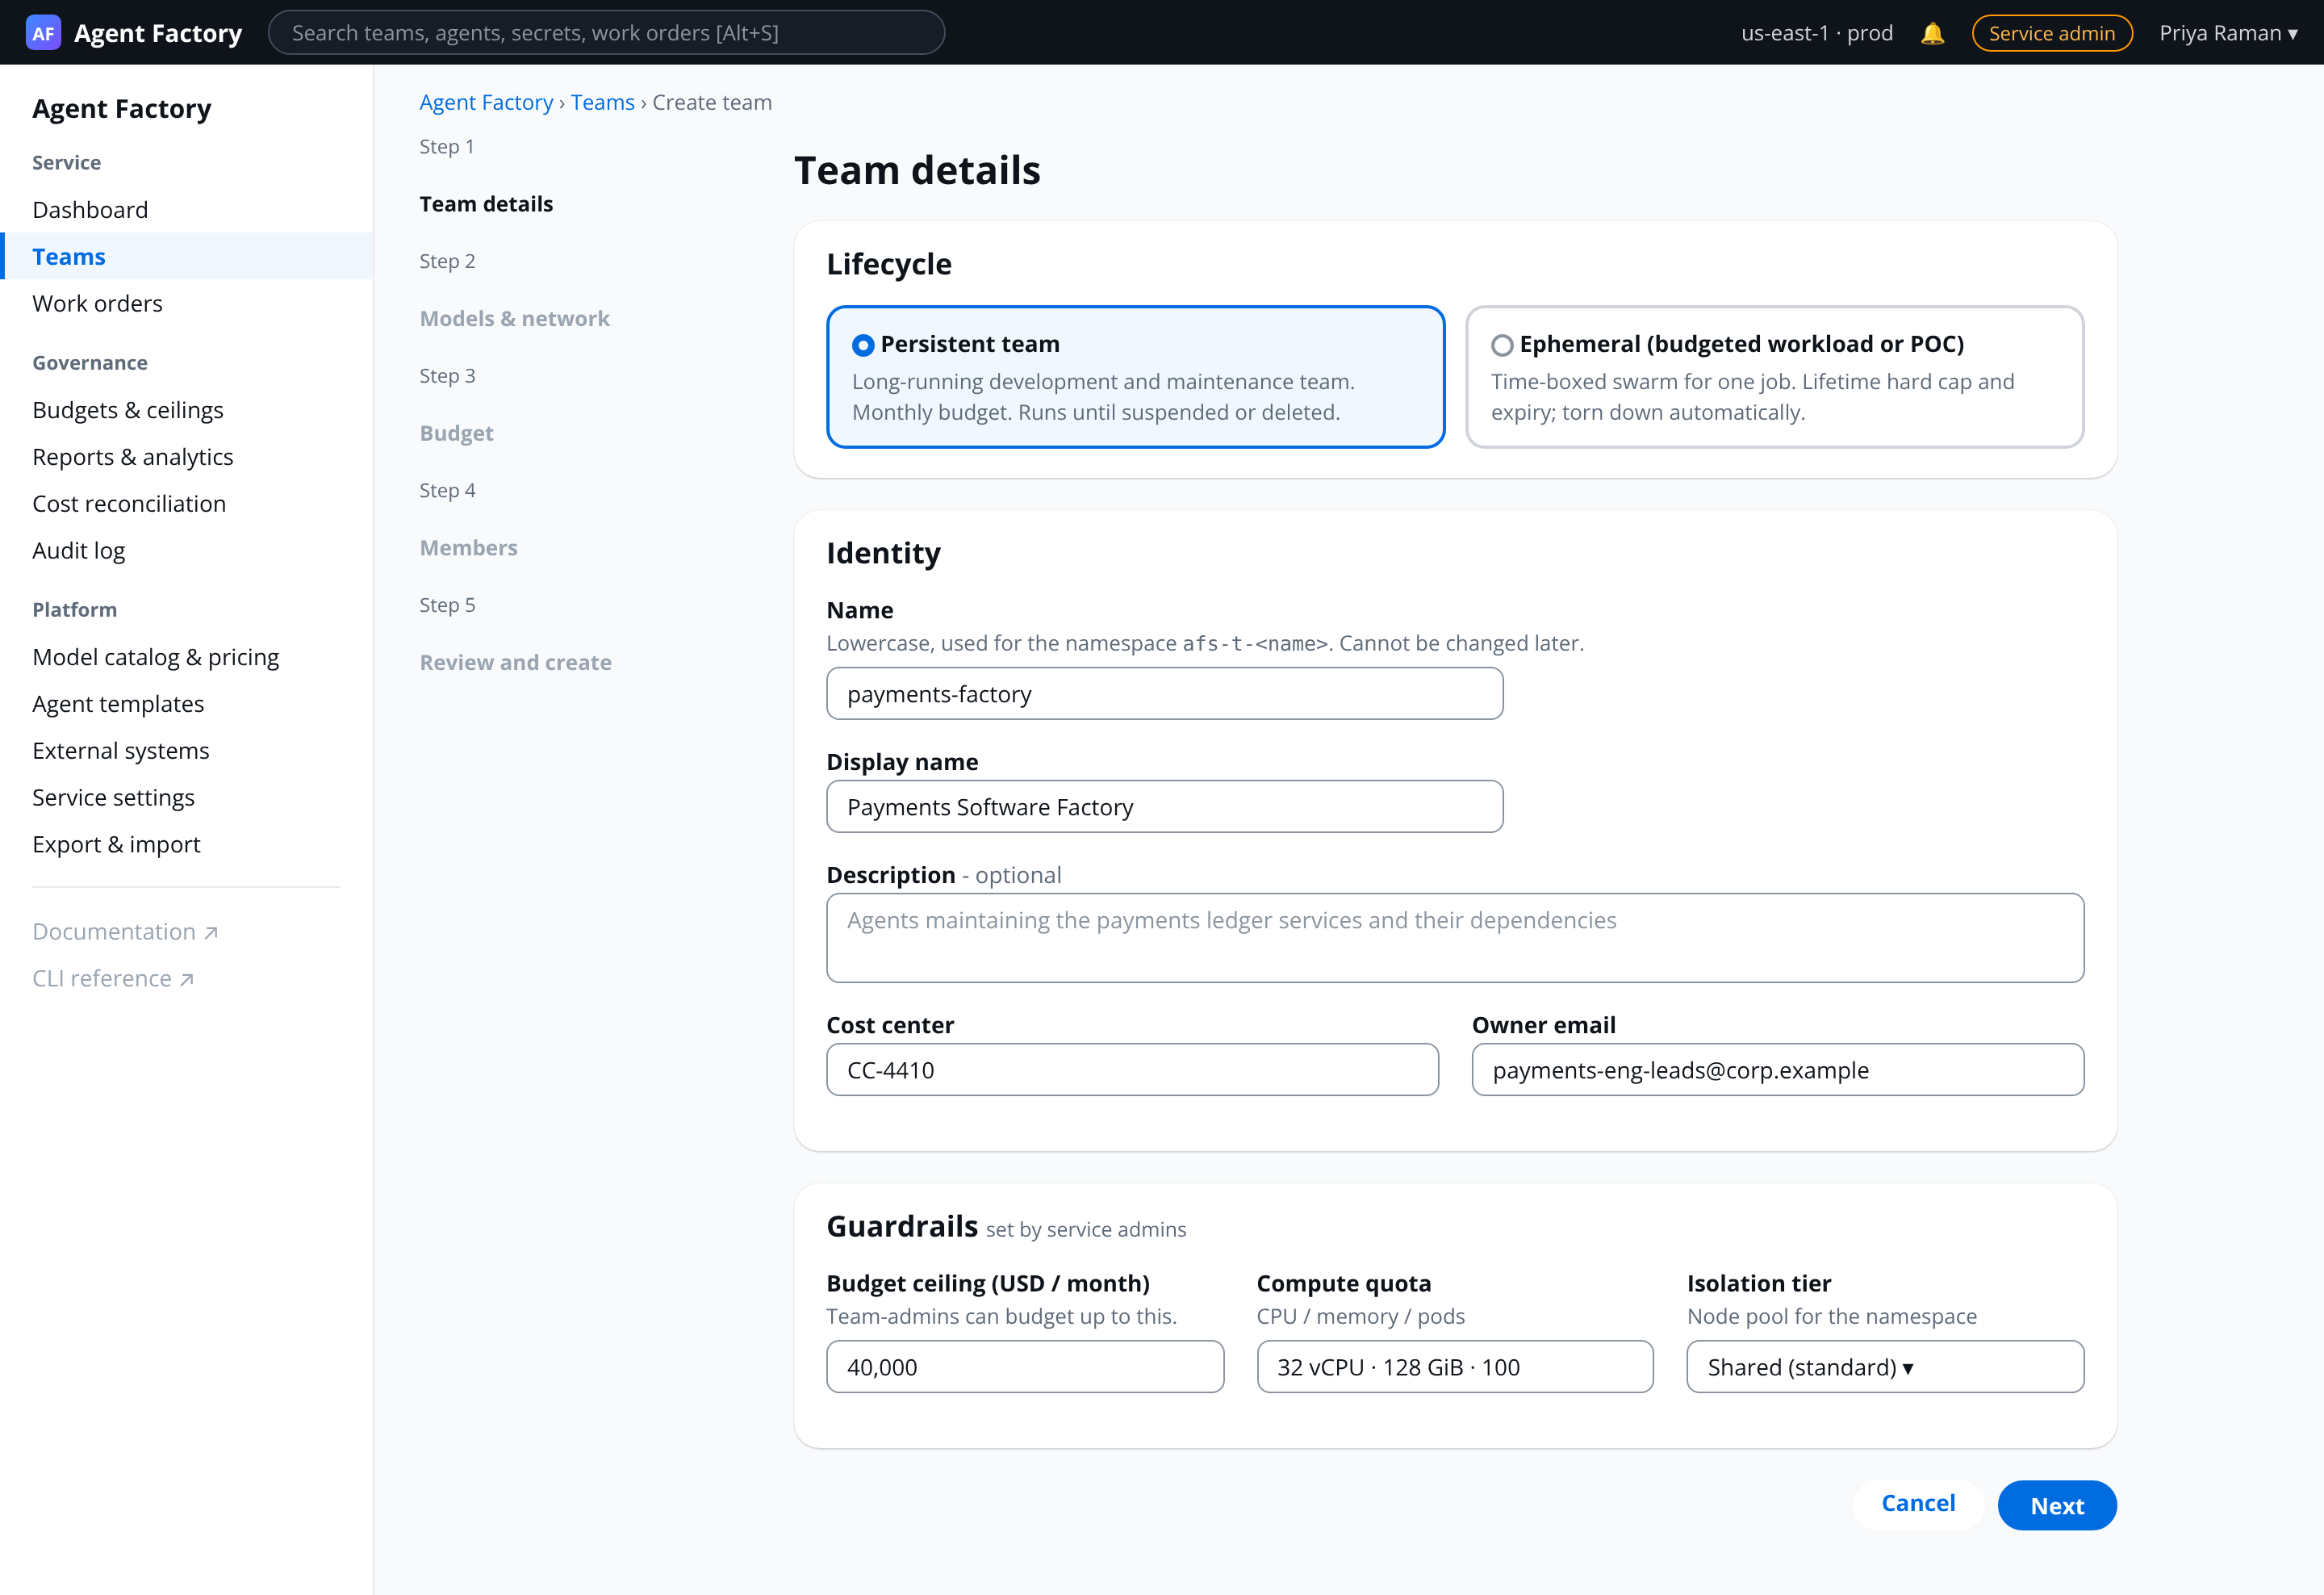 AF Agent Factory
Search teams, agents, secrets, work orders [Alt+S]
us-east-1 · prod
Service admin
Priya Raman ▾
Agent Factory
Service
Dashboard
Teams
Work orders
Governance
Budgets & ceilings
Reports & analytics
Cost reconciliation
Audit log
Platform
Model catalog & pricing
Agent templates
External systems
Service settings
Export & import
Documentation ↗
CLI reference ↗
Agent Factory › Teams › Create team
Step 1
Team details
Step 2
Models & network
Step 3
Budget
Step 4
Members
Step 5
Review and create
Team details
Lifecycle
Persistent team
Long-running development and maintenance team.
Monthly budget. Runs until suspended or deleted.
Ephemeral (budgeted workload or POC)
Time-boxed swarm for one job. Lifetime hard cap and
expiry; torn down automatically.
Identity
Name
Lowercase, used for the namespace afs-t-<name>. Cannot be changed later.
payments-factory
Display name
Payments Software Factory
Description - optional
Agents maintaining the payments ledger services and their dependencies
Cost center
CC-4410
Owner email
payments-eng-leads@corp.example
Guardrails set by service admins
Budget ceiling (USD / month)
Team-admins can budget up to this.
40,000
Compute quota
CPU / memory / pods
32 vCPU · 128 GiB · 100
Isolation tier
Node pool for the namespace
Shared (standard) ▾
Cancel
Next